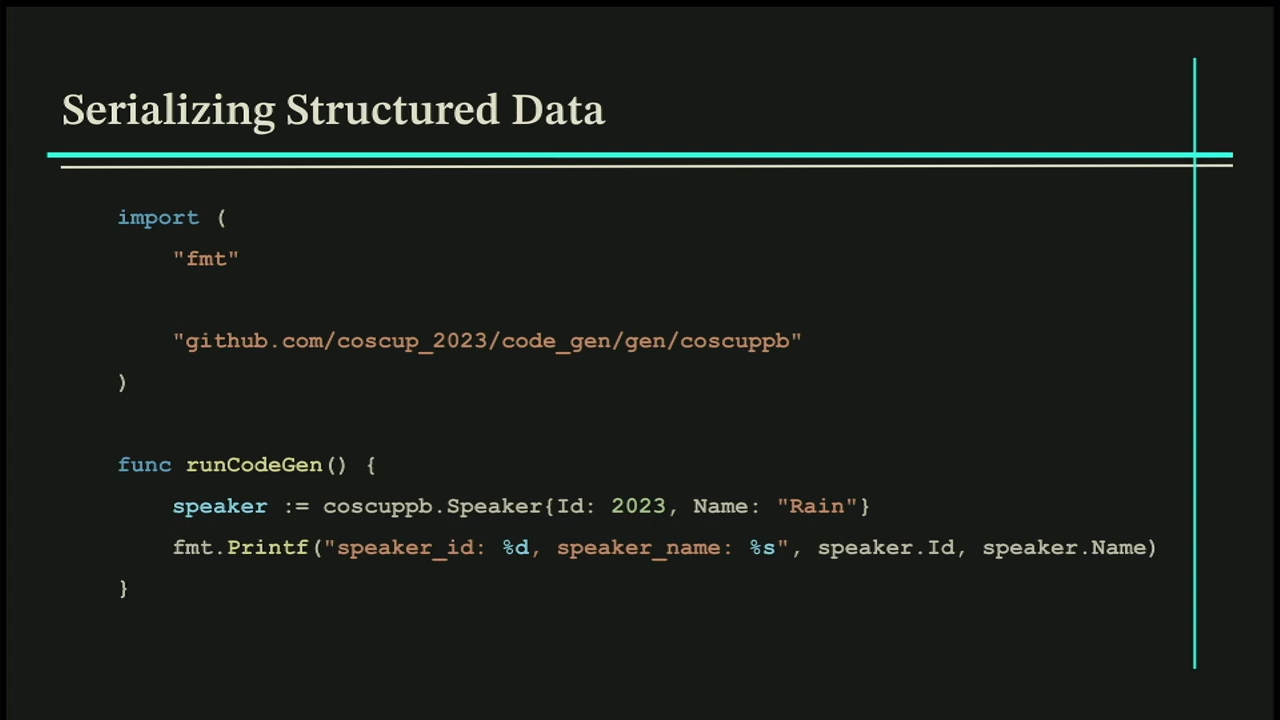 Serializing Structured Data
import (
"fmt"
"github.com/coscup_2023/code_gen/gen/coscuppb"
)
func runCodeGen() {
speaker := coscuppb.Speaker{Id: 2023, Name: "Rain"}
fmt.Printf("speaker_id: %d, speaker_name: %s", speaker.Id, speaker.Name)
}